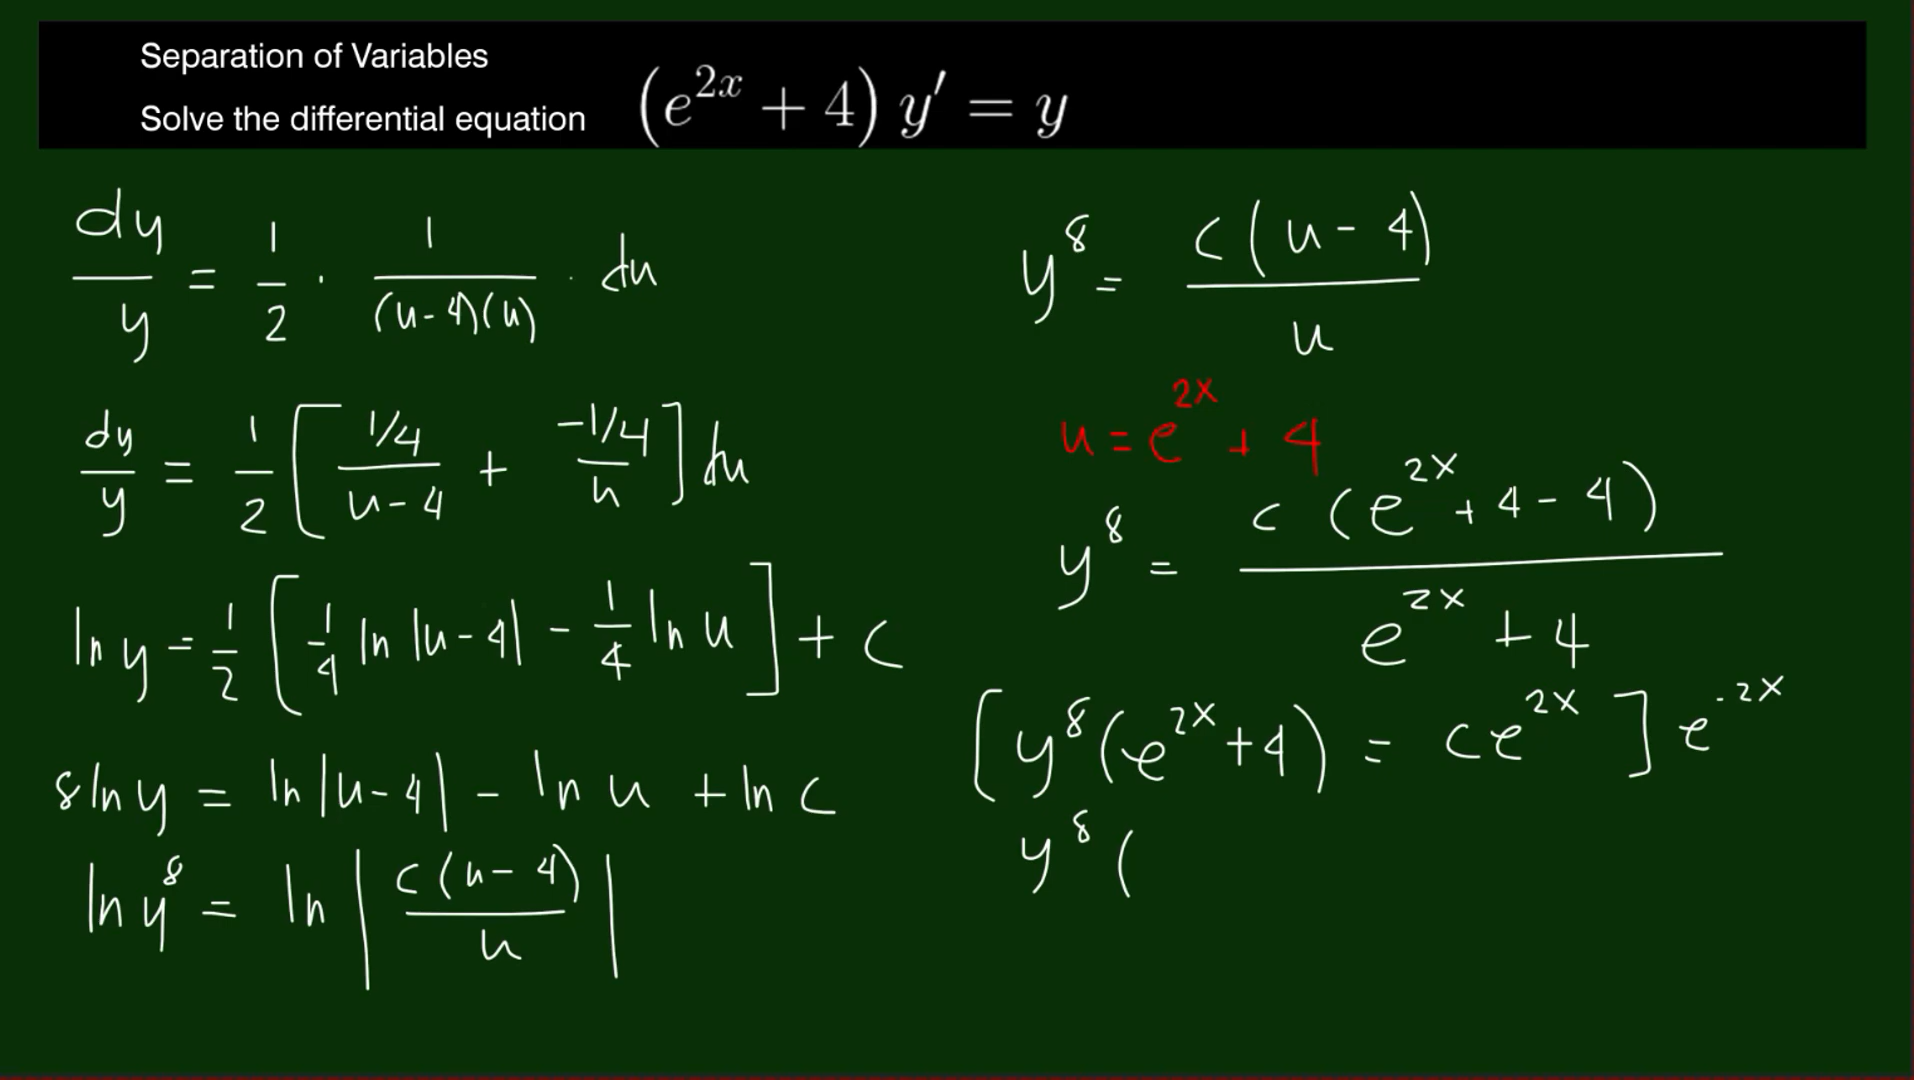 Separation of Variables
Solve the differential equation (e^{2x} + 4) y' = y
dy/y = 1/2 · 1/((u-4)(u)) · du
dy/y = 1/2 [ (1/4)/(u-4) + (-1/4)/u ] du
ln y = 1/2 [ 1/4 ln |u-4| - 1/4 ln u ] + c
8 ln y = ln |u-4| - ln u + ln c
ln y^8 = ln | c(u-4)/u |
y^8 = c(u-4)/u
u = e^{2x} + 4
y^8 = c(e^{2x} + 4 - 4)/(e^{2x} + 4)
[ y^8 (e^{2x} + 4) = c e^{2x} ] e^{-2x}
y^8 (